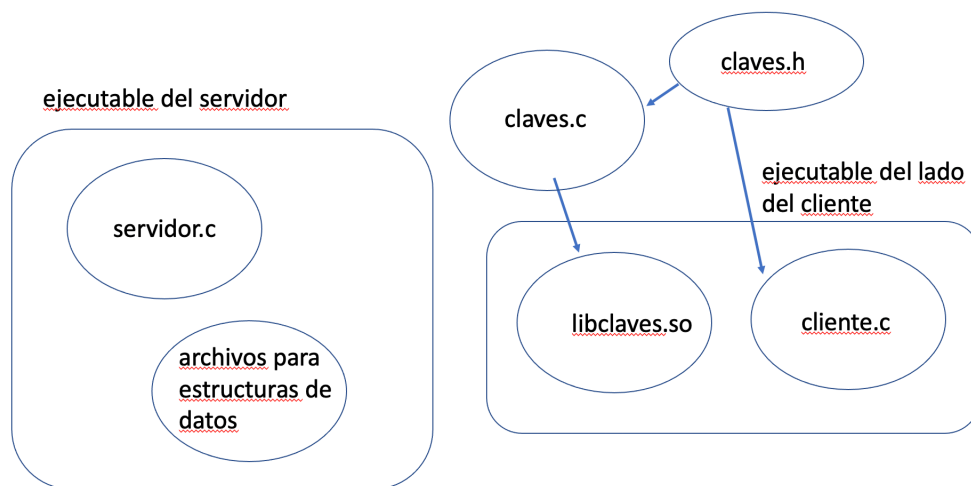 ejecutable del servidor
servidor.c
archivos para
estructuras de
datos
claves.h
claves.c
ejecutable del lado
del cliente
libclaves.so
cliente.c